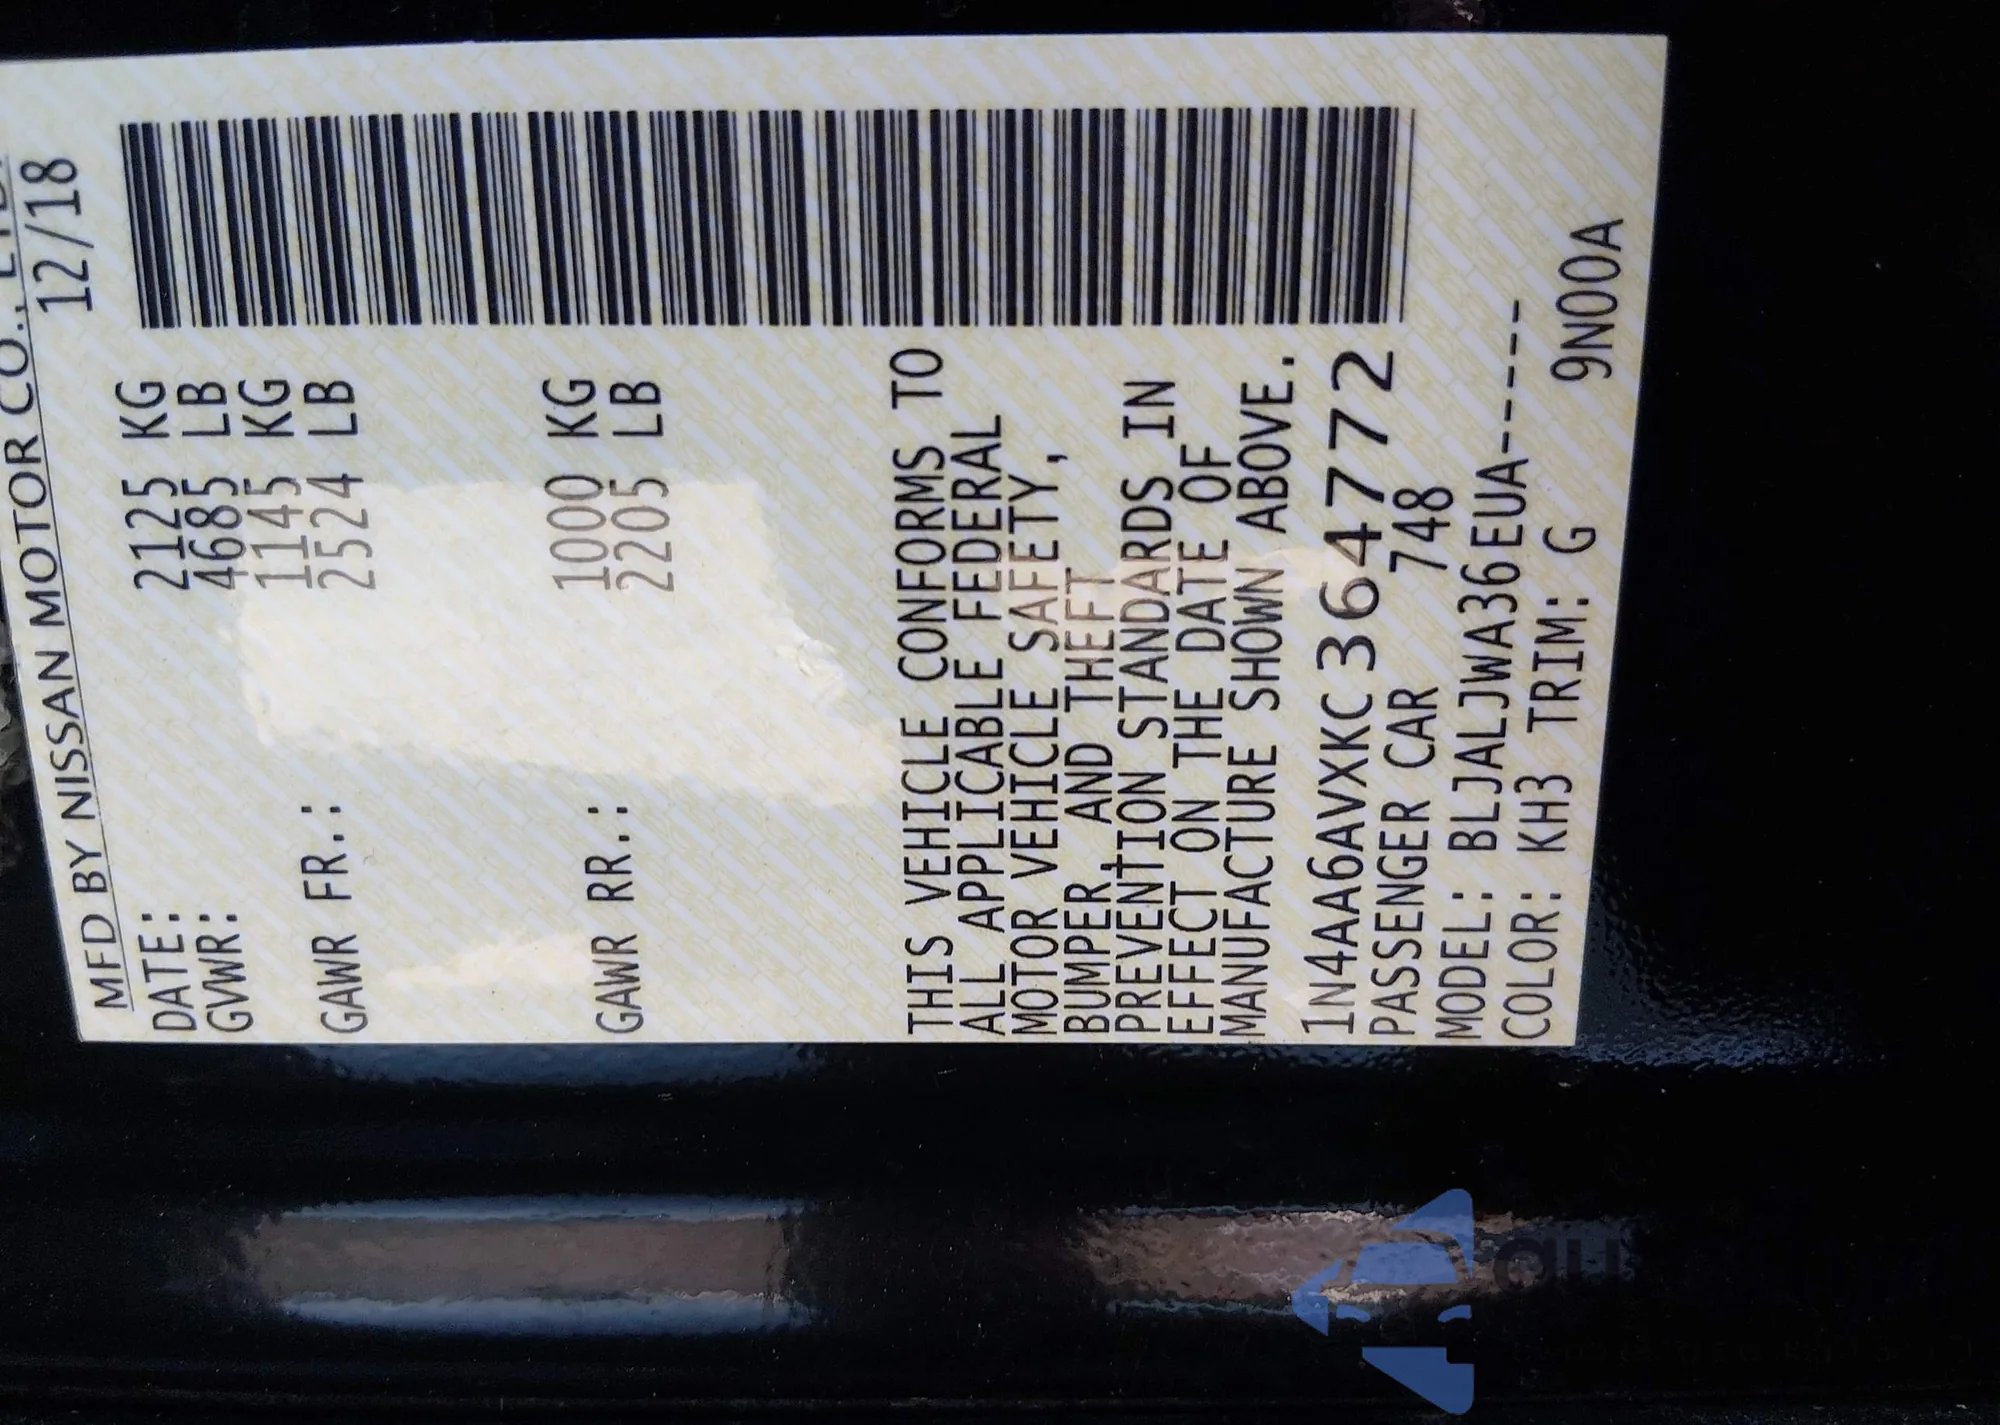 MFD BY NISSAN MOTOR CO., LTD.
DATE: 12/18
GVWR: 2125 KG
4685 LB
GAWR FR.: 1145 KG
2524 LB
GAWR RR.: 1000 KG
2205 LB
THIS VEHICLE CONFORMS TO
ALL APPLICABLE FEDERAL
MOTOR VEHICLE SAFETY,
BUMPER, AND THEFT
PREVENTION STANDARDS IN
EFFECT ON THE DATE OF
MANUFACTURE SHOWN ABOVE.
1N4AA6AVXKC364772
PASSENGER CAR 748
MODEL: BLJALJWA36EUA-----
COLOR: KH3 TRIM: G 9N00A